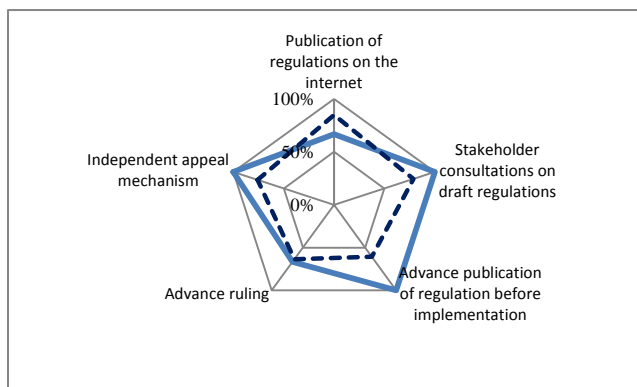 Publication of
regulations on the
internet
100%
50%
0%
Stakeholder
consultations on
draft regulations
Advance publication
of regulation before
implementation
Advance ruling
Independent appeal
mechanism